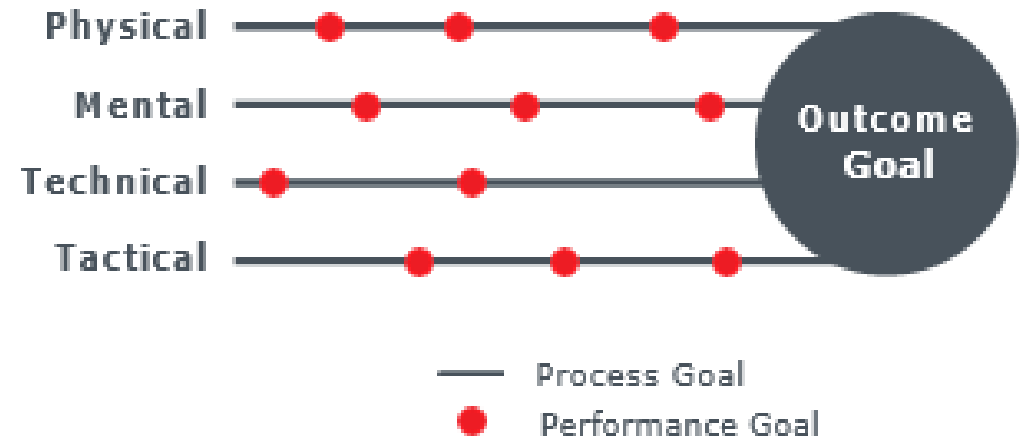 Physical
Mental
Technical
Tactical
Outcome
Goal
Process Goal
Performance Goal